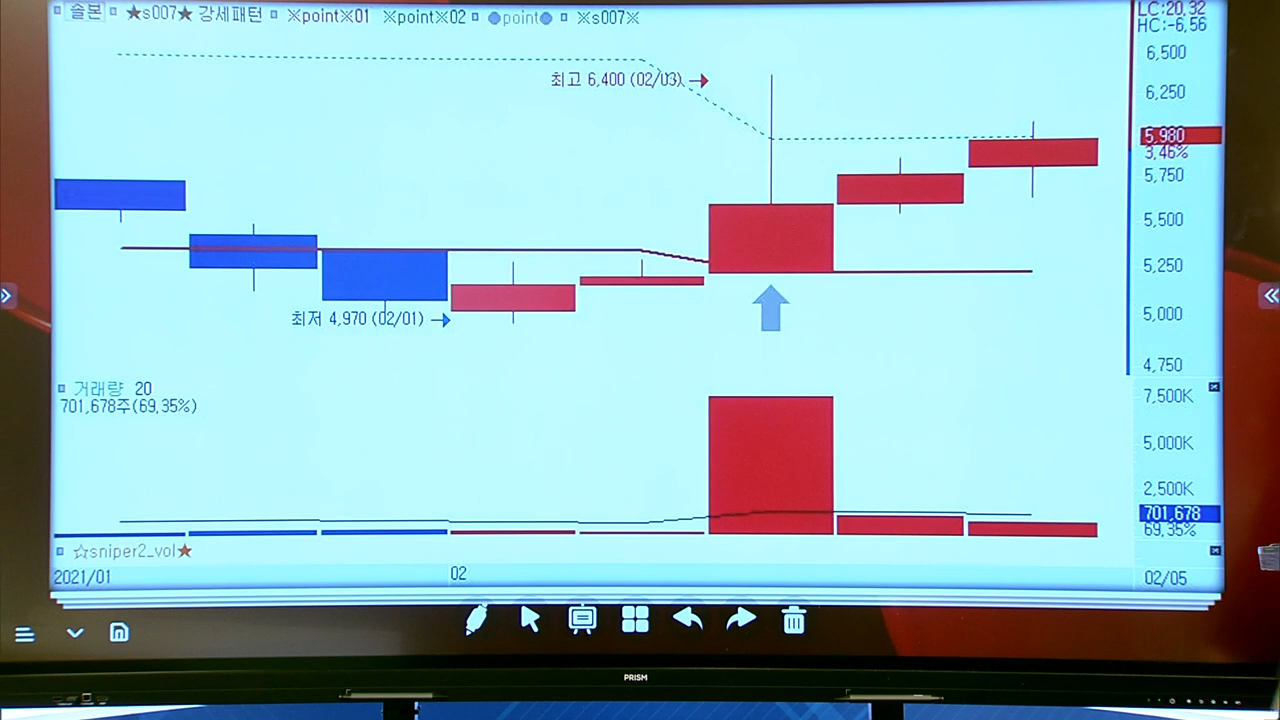 솔본 ★s007★ 강세패턴 ※point※01 ※point※02 ●point● ※s007※
LC:20,32
HC:-6,56
6,500
최고 6,400 (02/03)
6,250
5,980
3,46%
5,750
5,500
5,250
5,000
최저 4,970 (02/01)
4,750
거래량 20
701,678주(69,35%)
7,500K
5,000K
2,500K
701,678
69,35%
☆sniper2_vol★
2021/01
02
02/05
PRISM